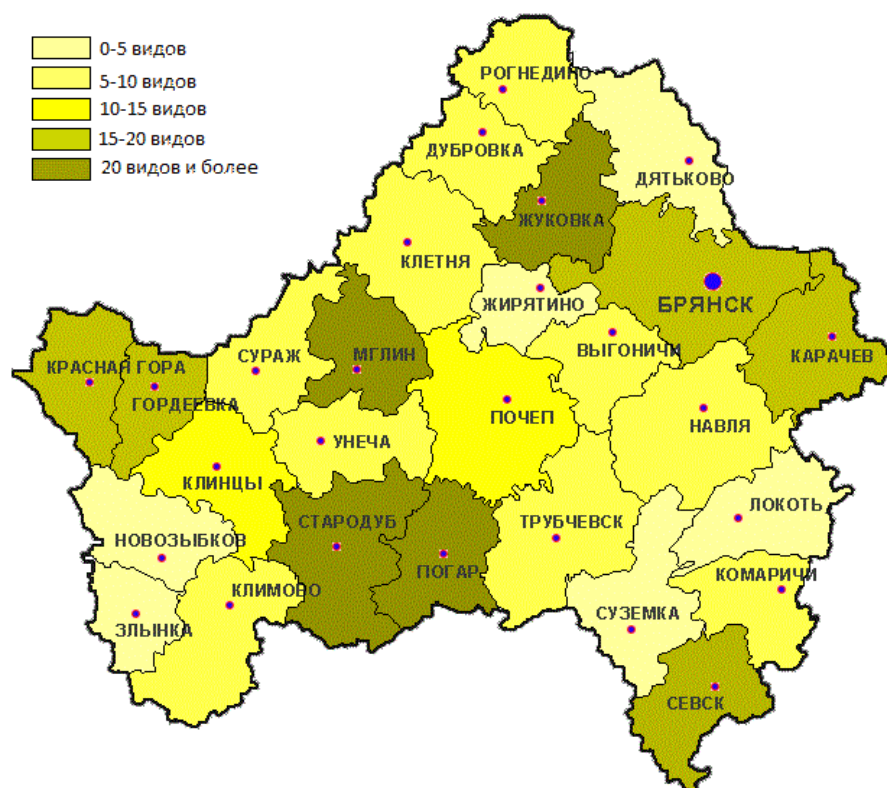 0-5 видов
5-10 видов
10-15 видов
15-20 видов
20 видов и более
РОГНЕДИНО
ДУБРОВКА
ДЯТЬКОВО
ЖУКОВКА
КЛЕТНЯ
ЖИРЯТИНО
БРЯНСК
ВЫГОНИЧИ
КАРАЧЕВ
СУРАЖ
МГЛИН
КРАСНАЯ ГОРА
ГОРДЕЕВКА
ПОЧЕП
НАВЛЯ
УНЕЧА
КЛИНЦЫ
ЛОКОТЬ
СТАРОДУБ
ТРУБЧЕВСК
НОВОЗЫБКОВ
ПОГАР
КОМАРИЧИ
КЛИМОВО
СУЗЕМКА
ЗЛЫНКА
СЕВСК